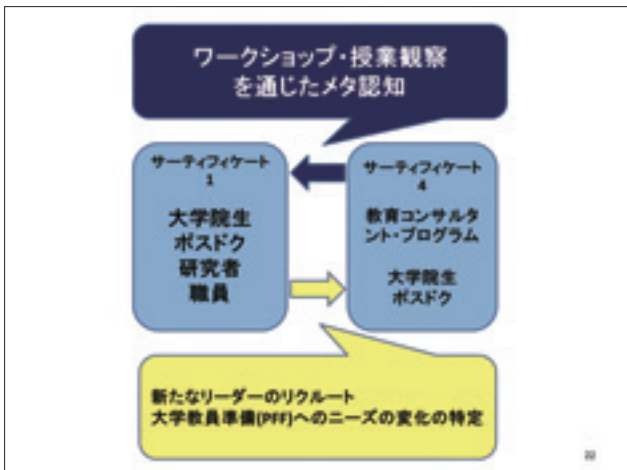 ワークショップ・授業観察
を通じたメタ認知
サーティフィケート
1
大学院生
ポスドク
研究者
職員
サーティフィケート
4
教育コンサルタ
ント・プログラム
大学院生
ポスドク
新たなリーダーのリクルート
大学教員準備(PFF)へのニーズの変化の特定
22